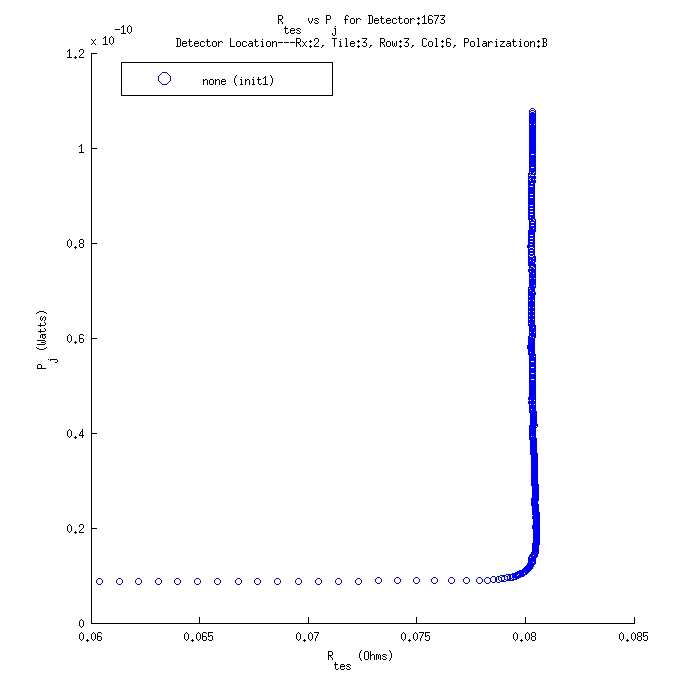 R_tes vs P_j for Detector:1673
Detector Location---Rx:2, Tile:3, Row:3, Col:6, Polarization:B
x 10^-10
none (init1)
1.2
1
0.8
0.6
0.4
0.2
0
P_j (Watts)
0.06 0.065 0.07 0.075 0.08 0.085
R_tes (Ohms)